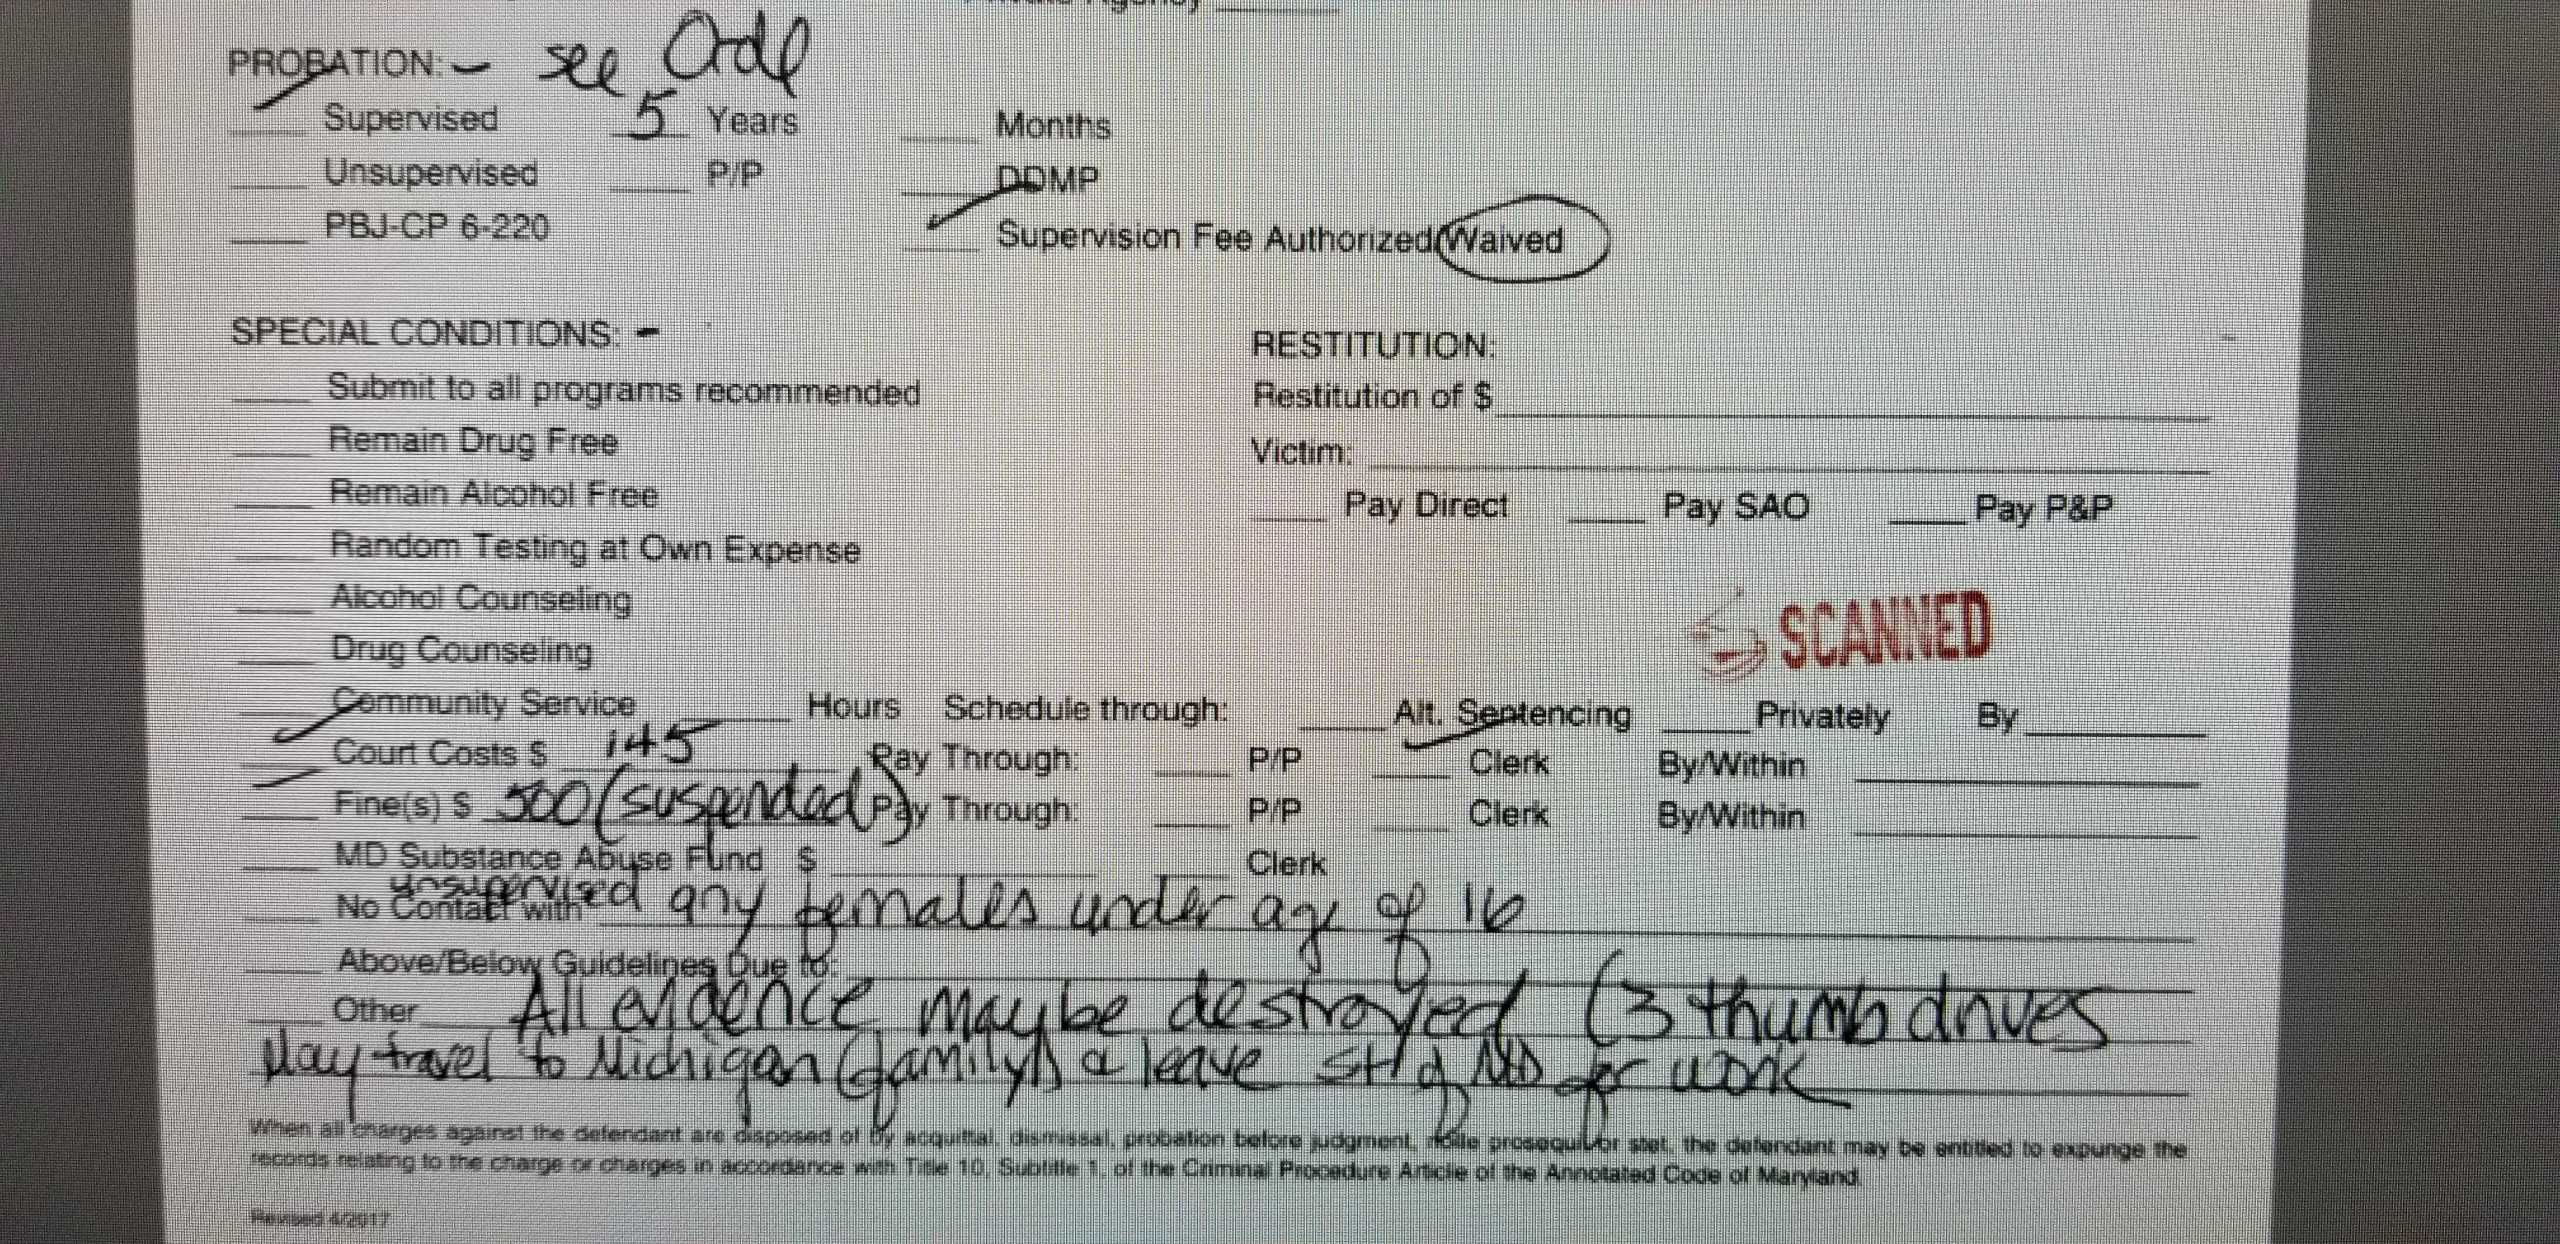 PROBATION: - see Order
Supervised 5 Years Months
Unsupervised P/P DDMP
PBJ-CP 6-220 Supervision Fee Authorized/Waived
SPECIAL CONDITIONS: - RESTITUTION:
Submit to all programs recommended Restitution of $
Remain Drug Free Victim:
Remain Alcohol Free Pay Direct Pay SAO Pay P&P
Random Testing at Own Expense
Alcohol Counseling
Drug Counseling
SCANNED
Community Service Hours Schedule through: Alt. Sentencing Privately By
Court Costs $ 145 Pay Through: P/P Clerk By/Within
Fine(s) $ 500 (suspended) Pay Through: P/P Clerk By/Within
MD Substance Abuse Fund $ Clerk
No Contact with unsupervised any females under age of 16
Above/Below Guidelines Due to:
Other All evidence may be destroyed (3 thumb drives
May travel to Michigan (family) & leave St of MD for work
When all charges against the defendant are disposed of by acquittal, dismissal, probation before judgment, nolle prosequi or stet, the defendant may be entitled to expunge the
records relating to the charge or charges in accordance with Title 10, Subtitle 1, of the Criminal Procedure Article of the Annotated Code of Maryland.
Revised 4/2017